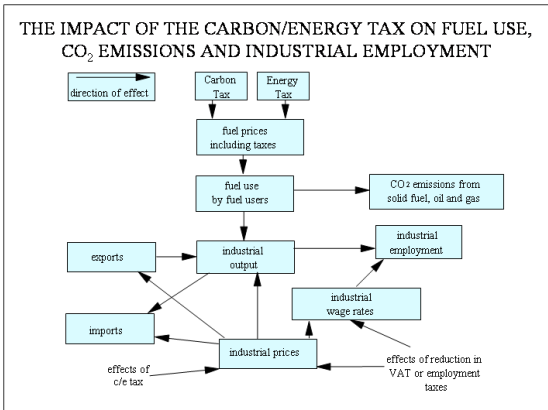 THE IMPACT OF THE CARBON/ENERGY TAX ON FUEL USE,
CO₂ EMISSIONS AND INDUSTRIAL EMPLOYMENT
direction of effect
Carbon
Tax
Energy
Tax
fuel prices
including taxes
fuel use
by fuel users
CO2 emissions from
solid fuel, oil and gas
exports
industrial
output
industrial
employment
industrial
wage rates
imports
industrial prices
effects of
c/e tax
effects of reduction in
VAT or employment
taxes